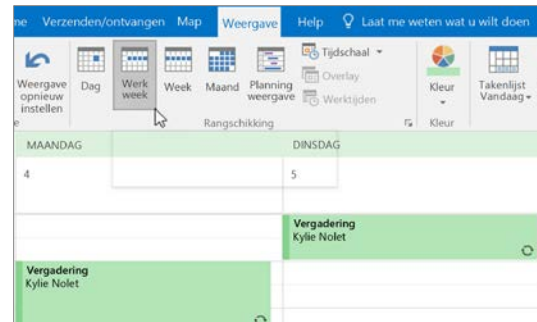 Verzenden/ontvangen Map Weergave Help Laat me weten wat u wilt doen
Weergave opnieuw instellen
Dag
Werk week
Week
Maand
Planning weergave
Tijdschaal
Overlay
Werktijden
Kleur
Takenlijst Vandaag
Rangschikking
Kleur
MAANDAG DINSDAG
4 5
Vergadering
Kylie Nolet
Vergadering
Kylie Nolet